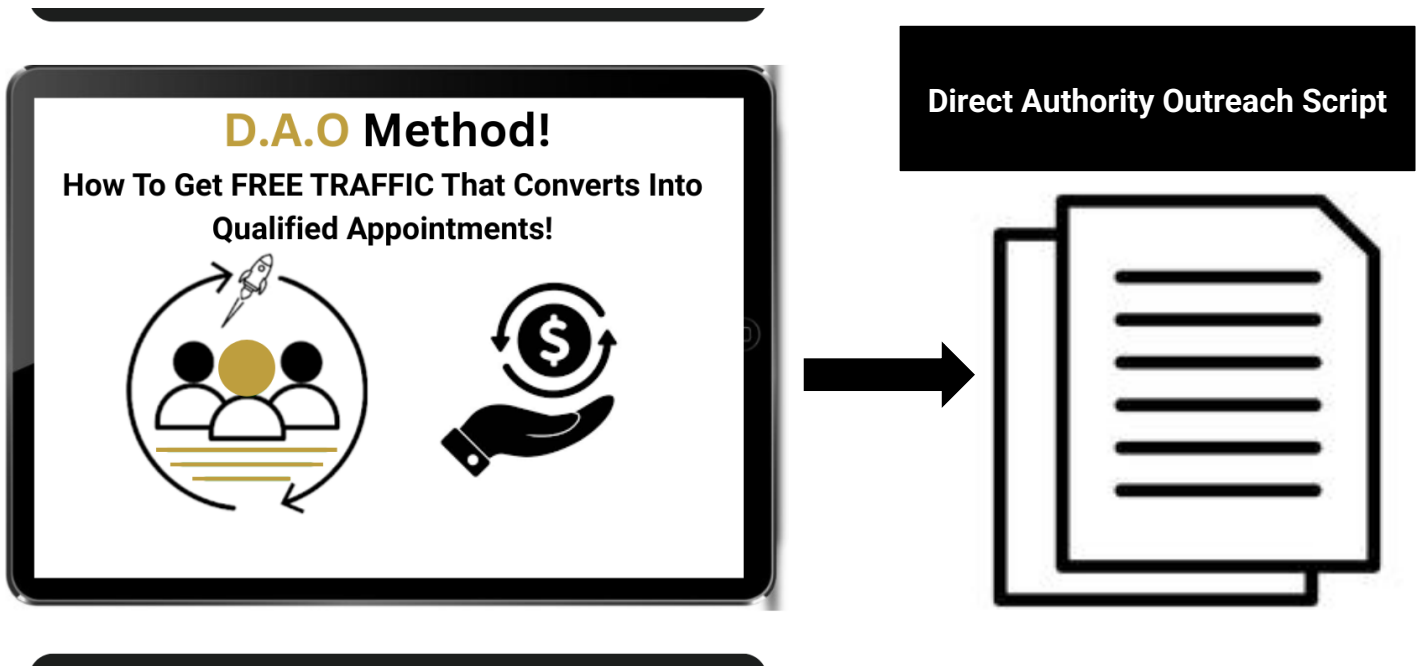 D.A.O Method!
How To Get FREE TRAFFIC That Converts Into
Qualified Appointments!
$
Direct Authority Outreach Script